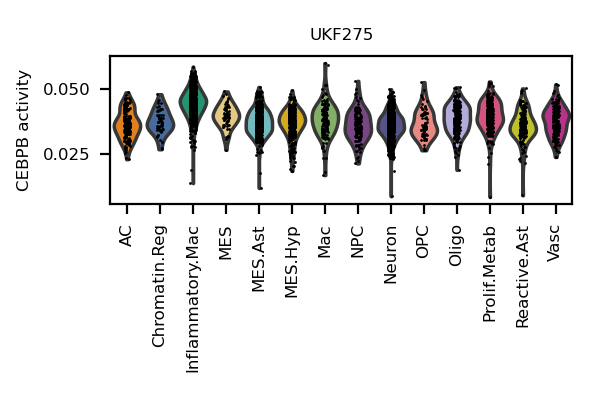 UKF275
CEBPB activity
0.050
0.025
AC
Chromatin.Reg
Inflammatory.Mac
MES
MES.Ast
MES.Hyp
Mac
NPC
Neuron
OPC
Oligo
Prolif.Metab
Reactive.Ast
Vasc